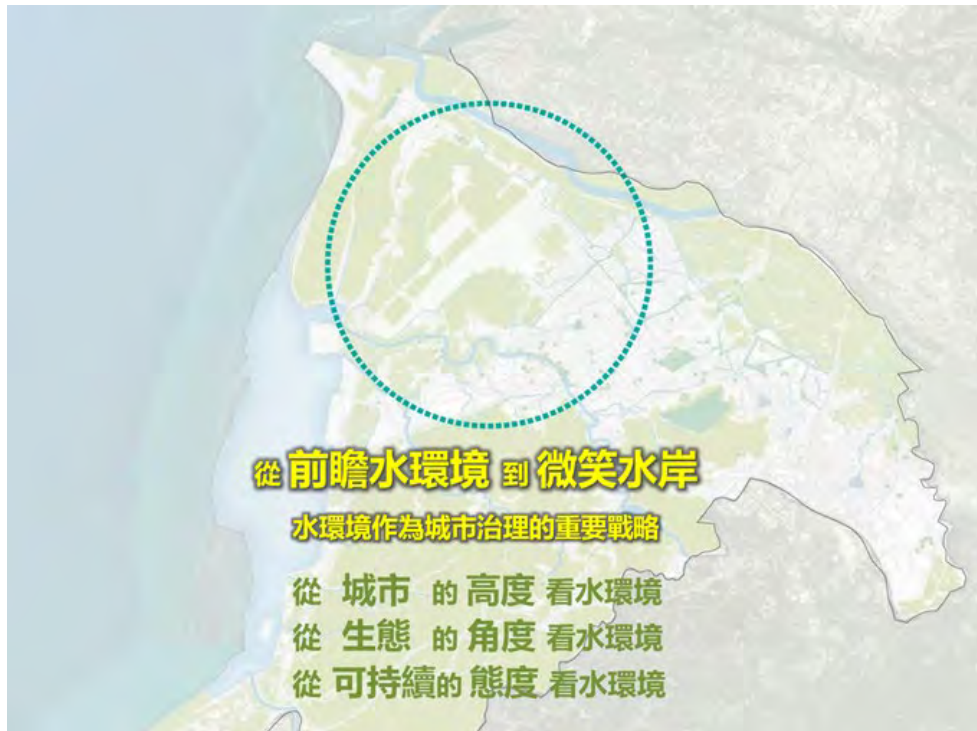 從 前瞻水環境 到 微笑水岸
水環境作為城市治理的重要戰略
從 城市 的 高度 看水環境
從 生態 的 角度 看水環境
從 可持續的 態度 看水環境